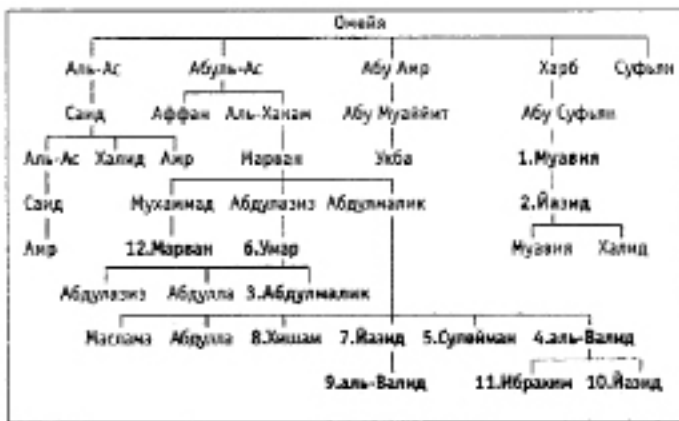 Омейя
Аль-Ас Абуль-Ас Абу Амр Харб Суфьян
Саид Аффан Аль-Хакам Абу Муаййит Абу Суфьян
Аль-Ас Халид Амр Марван Укба 1.Муавия
Саид Мухаммад Абдулазиз Абдулмалик 2.Йазид
Амр 12.Марван 6.Умар Муавия Халид
Абдулазиз Абдулла 3.Абдулмалик
Маслама Абдулла 8.Хишам 7.Йазид 5.Сулейман 4.аль-Валид
9.аль-Валид 11.Ибрахим 10.Йазид